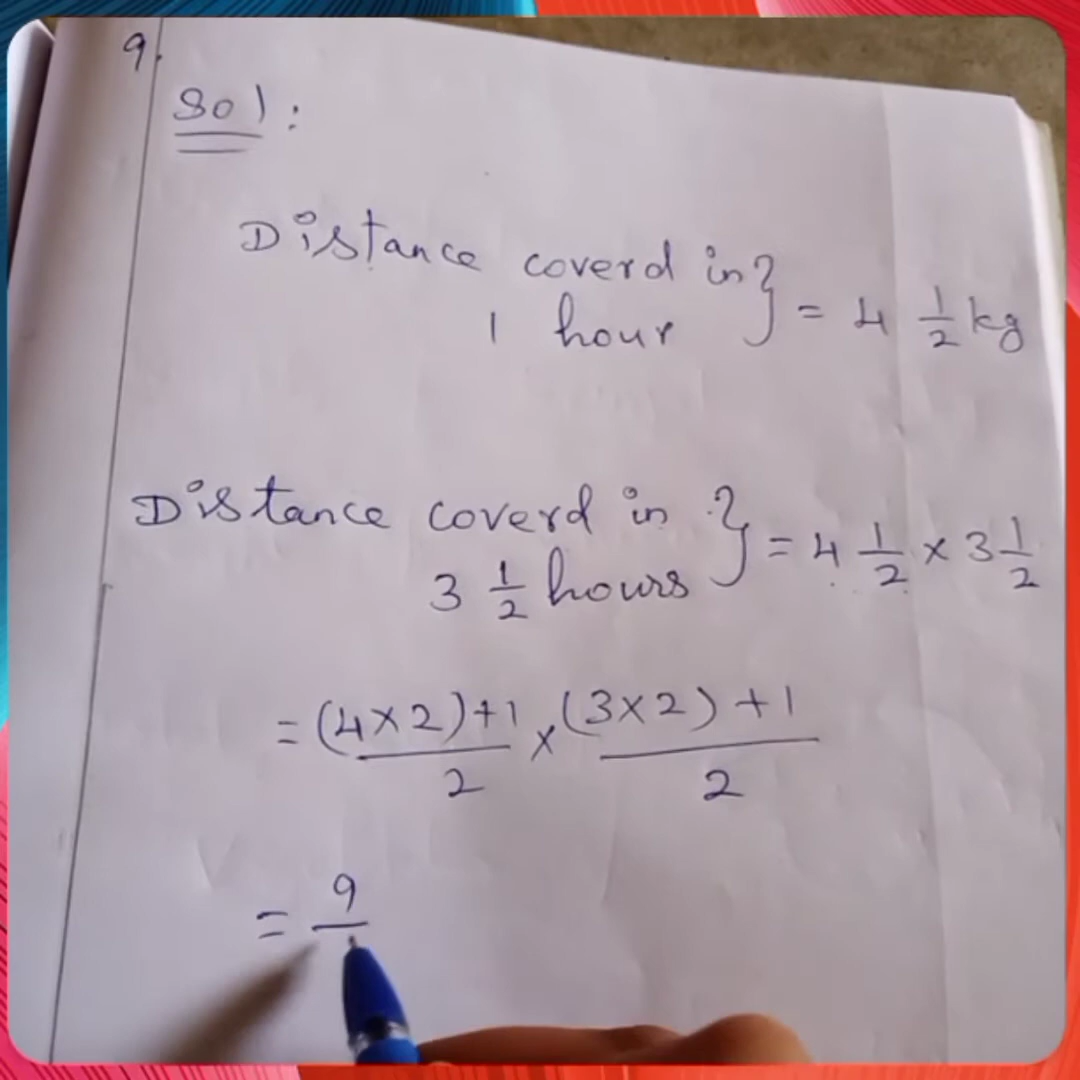 9.
Sol:
Distance coverd in } = 4 1/2 kg
1 hour
Distance coverd in } = 4 1/2 × 3 1/2
3 1/2 hours
= (4×2)+1/2 × (3×2)+1/2
= 9